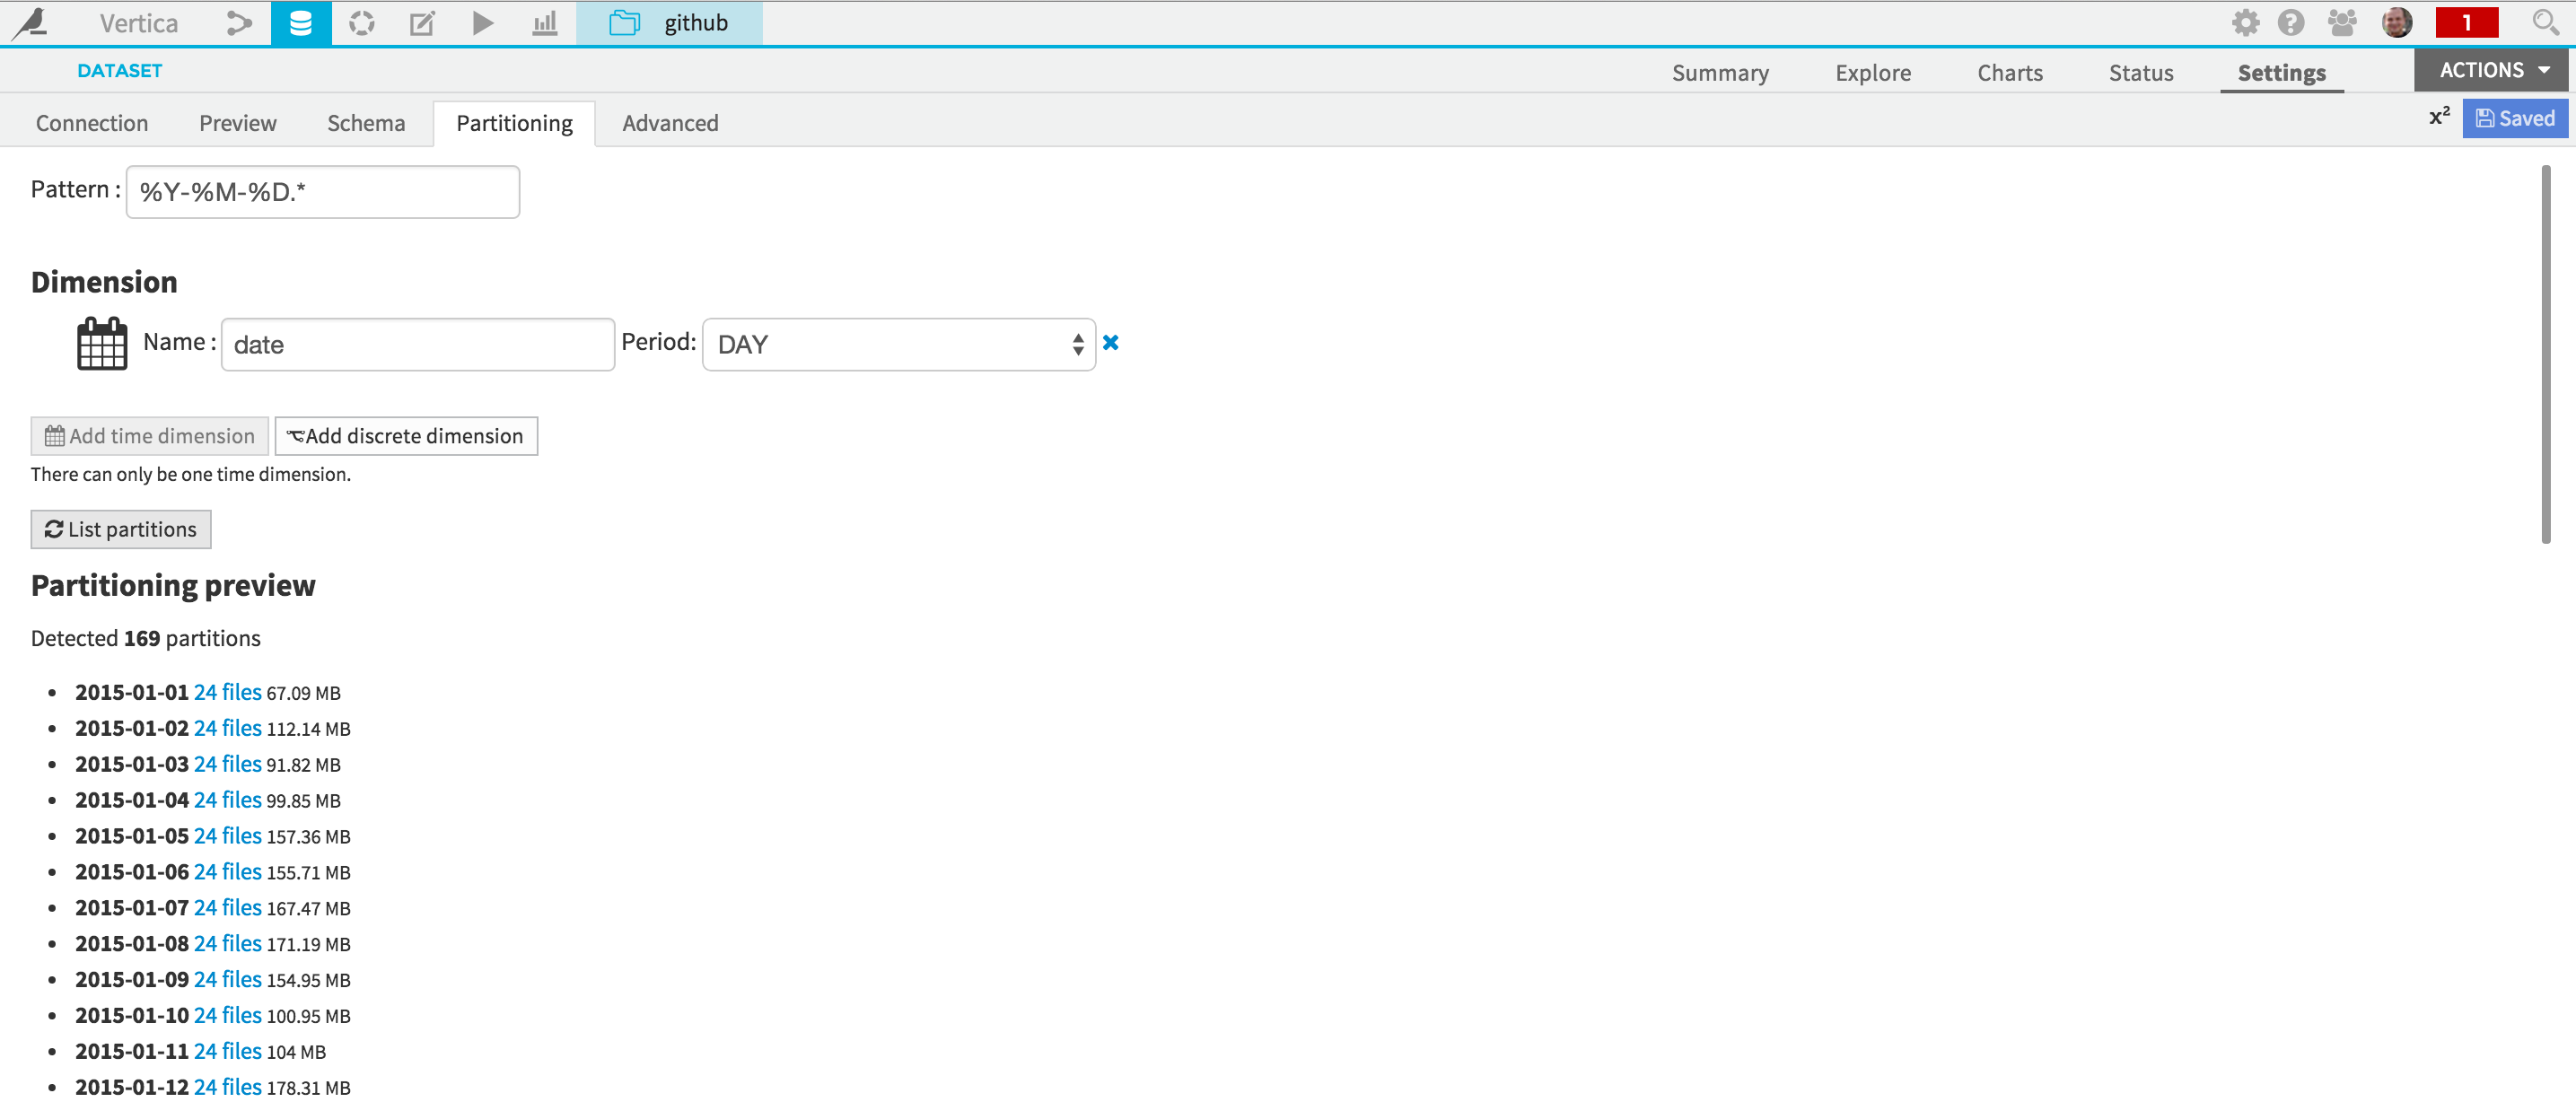 Vertica github 1
DATASET Summary Explore Charts Status Settings ACTIONS
Connection Preview Schema Partitioning Advanced x² Saved
Pattern : %Y-%M-%D.*
Dimension
Name : date Period: DAY
Add time dimension Add discrete dimension
There can only be one time dimension.
List partitions
Partitioning preview
Detected 169 partitions
• 2015-01-01 24 files 67.09 MB
• 2015-01-02 24 files 112.14 MB
• 2015-01-03 24 files 91.82 MB
• 2015-01-04 24 files 99.85 MB
• 2015-01-05 24 files 157.36 MB
• 2015-01-06 24 files 155.71 MB
• 2015-01-07 24 files 167.47 MB
• 2015-01-08 24 files 171.19 MB
• 2015-01-09 24 files 154.95 MB
• 2015-01-10 24 files 100.95 MB
• 2015-01-11 24 files 104 MB
• 2015-01-12 24 files 178.31 MB